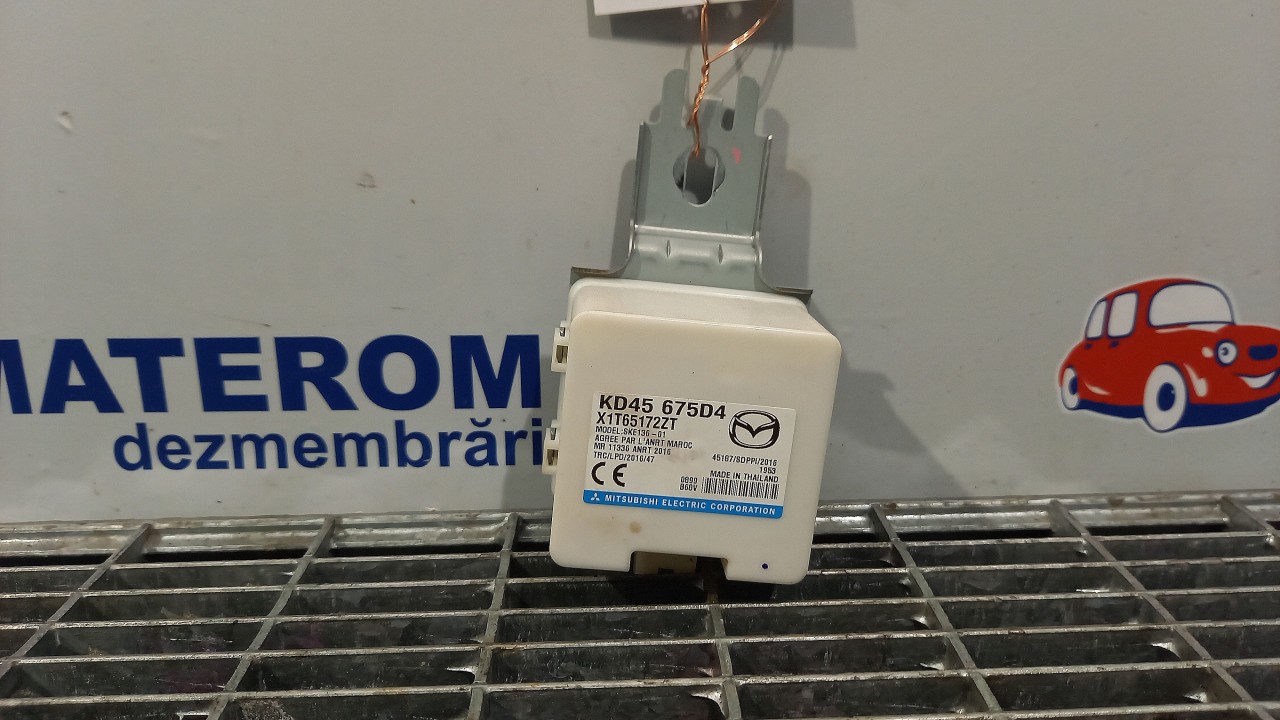 MATEROM
dezmembrări
KD45 675D4
X1T65172ZT
MODEL:SKE136-01
AGREE PAR L'ANRT MAROC
MR 11336 ANRT 2016
TRC/LPD/2016/47
45187/SDPPI/2016
1953
MADE IN THAILAND
CE
MITSUBISHI ELECTRIC CORPORATION